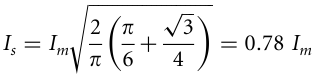 I_s = I_m √(2/π (π/6 + √3/4)) = 0.78 I_m